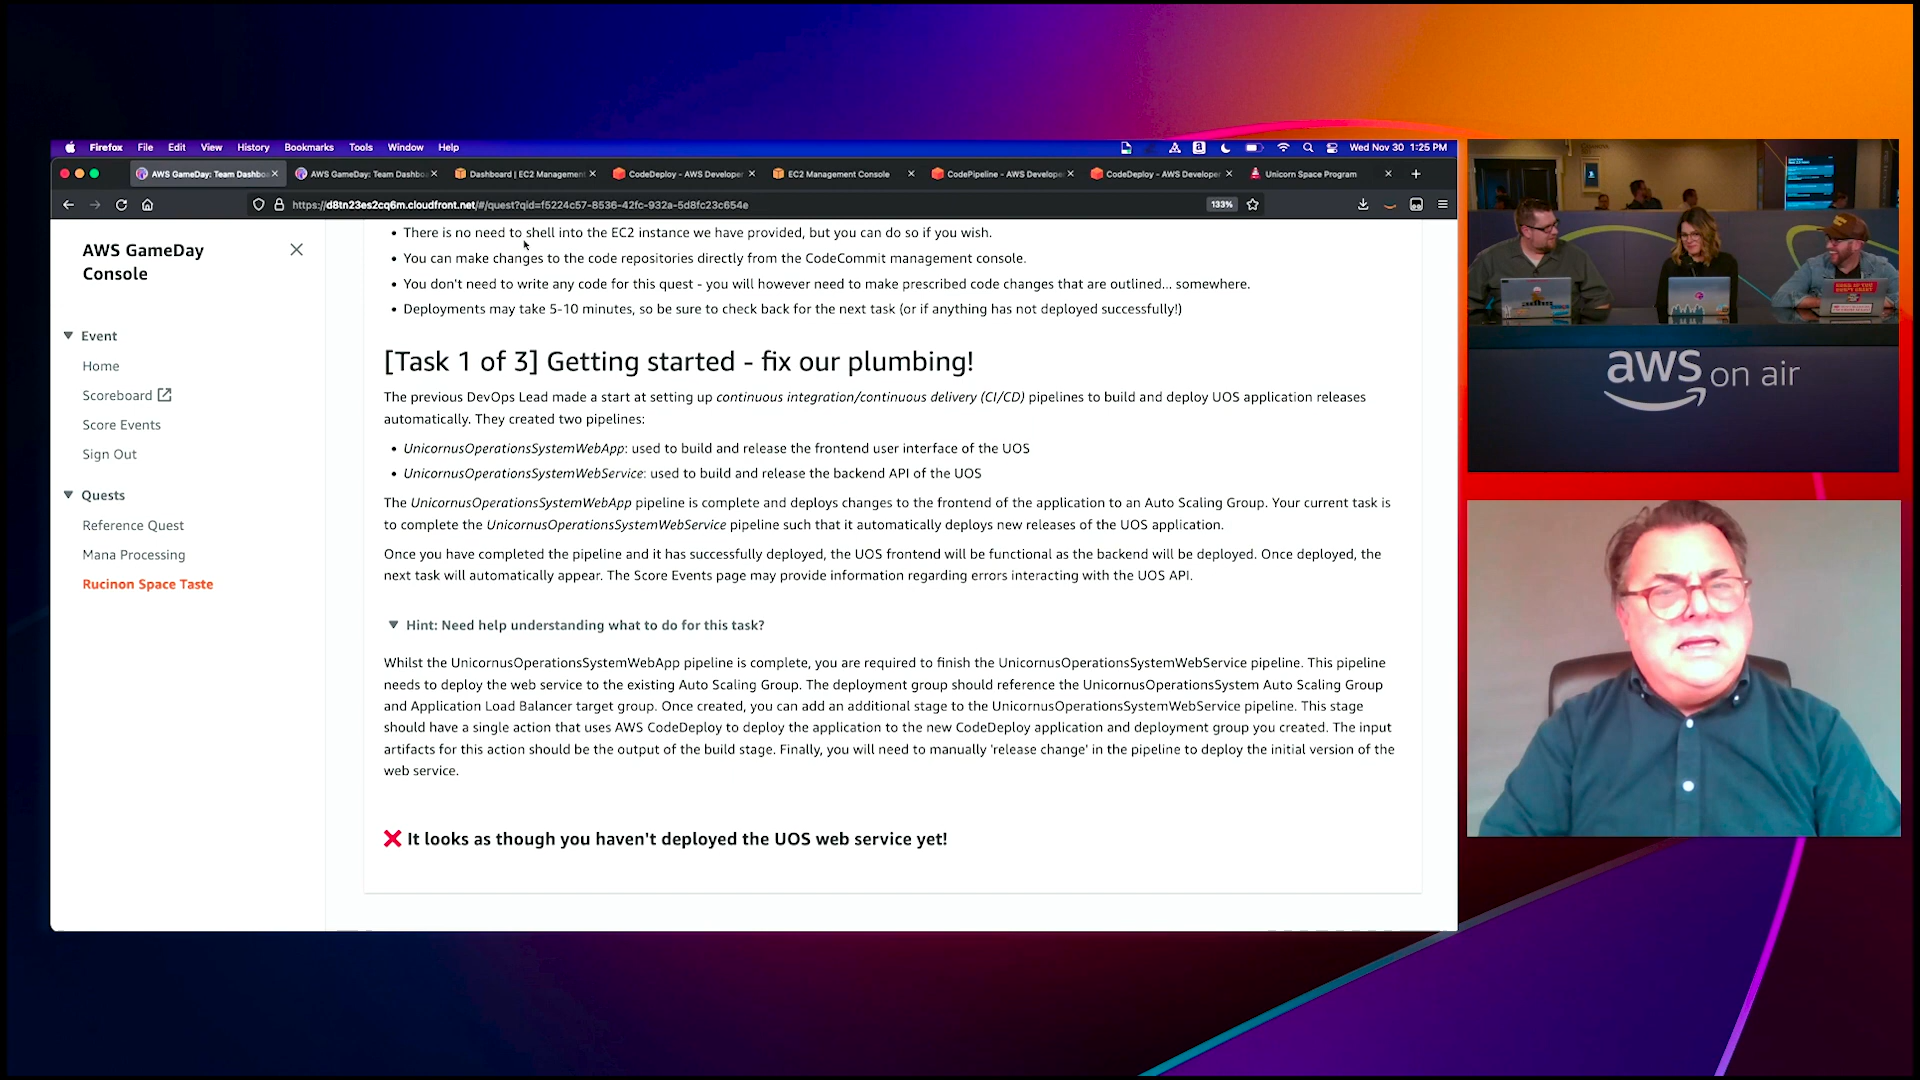 Firefox File Edit View History Bookmarks Tools Window Help Wed Nov 30 1:25 PM
AWS GameDay: Team Dashbo AWS GameDay: Team Dashbo Dashboard | EC2 Management CodeDeploy - AWS Developer EC2 Management Console CodePipeline - AWS Develope CodeDeploy - AWS Developer Unicorn Space Program
https://d8tn23es2cq6m.cloudfront.net/#/quest?qid=f5224c57-8536-42fc-932a-5d8fc23c654e 133%
AWS GameDay
Console
Event
Home
Scoreboard
Score Events
Sign Out
Quests
Reference Quest
Mana Processing
Rucinon Space Taste
• There is no need to shell into the EC2 instance we have provided, but you can do so if you wish.
• You can make changes to the code repositories directly from the CodeCommit management console.
• You don't need to write any code for this quest - you will however need to make prescribed code changes that are outlined... somewhere.
• Deployments may take 5-10 minutes, so be sure to check back for the next task (or if anything has not deployed successfully!)
[Task 1 of 3] Getting started - fix our plumbing!
The previous DevOps Lead made a start at setting up continuous integration/continuous delivery (CI/CD) pipelines to build and deploy UOS application releases
automatically. They created two pipelines:
• UnicornusOperationsSystemWebApp: used to build and release the frontend user interface of the UOS
• UnicornusOperationsSystemWebService: used to build and release the backend API of the UOS
The UnicornusOperationsSystemWebApp pipeline is complete and deploys changes to the frontend of the application to an Auto Scaling Group. Your current task is
to complete the UnicornusOperationsSystemWebService pipeline such that it automatically deploys new releases of the UOS application.
Once you have completed the pipeline and it has successfully deployed, the UOS frontend will be functional as the backend will be deployed. Once deployed, the
next task will automatically appear. The Score Events page may provide information regarding errors interacting with the UOS API.
Hint: Need help understanding what to do for this task?
Whilst the UnicornusOperationsSystemWebApp pipeline is complete, you are required to finish the UnicornusOperationsSystemWebService pipeline. This pipeline
needs to deploy the web service to the existing Auto Scaling Group. The deployment group should reference the UnicornusOperationsSystem Auto Scaling Group
and Application Load Balancer target group. Once created, you can add an additional stage to the UnicornusOperationsSystemWebService pipeline. This stage
should have a single action that uses AWS CodeDeploy to deploy the application to the new CodeDeploy application and deployment group you created. The input
artifacts for this action should be the output of the build stage. Finally, you will need to manually 'release change' in the pipeline to deploy the initial version of the
web service.
It looks as though you haven't deployed the UOS web service yet!
aws on air